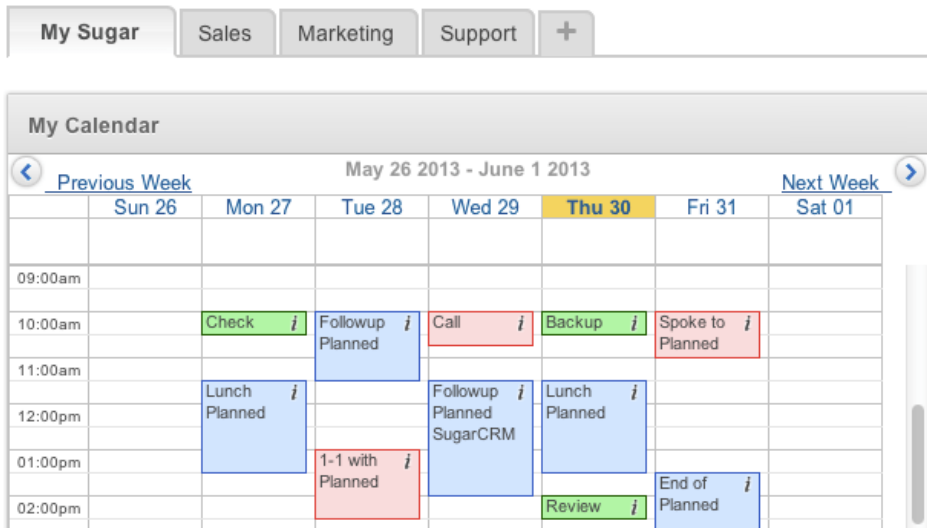 My Sugar Sales Marketing Support +
My Calendar
May 26 2013 - June 1 2013
Previous Week Next Week
Sun 26 Mon 27 Tue 28 Wed 29 Thu 30 Fri 31 Sat 01
09:00am
10:00am
Check i
Followup i
Planned
Call i
Backup i
Spoke to i
Planned
11:00am
Lunch i
Planned
Followup i
Planned
SugarCRM
Lunch i
Planned
12:00pm
01:00pm
1-1 with i
Planned
End of i
Planned
02:00pm
Review i